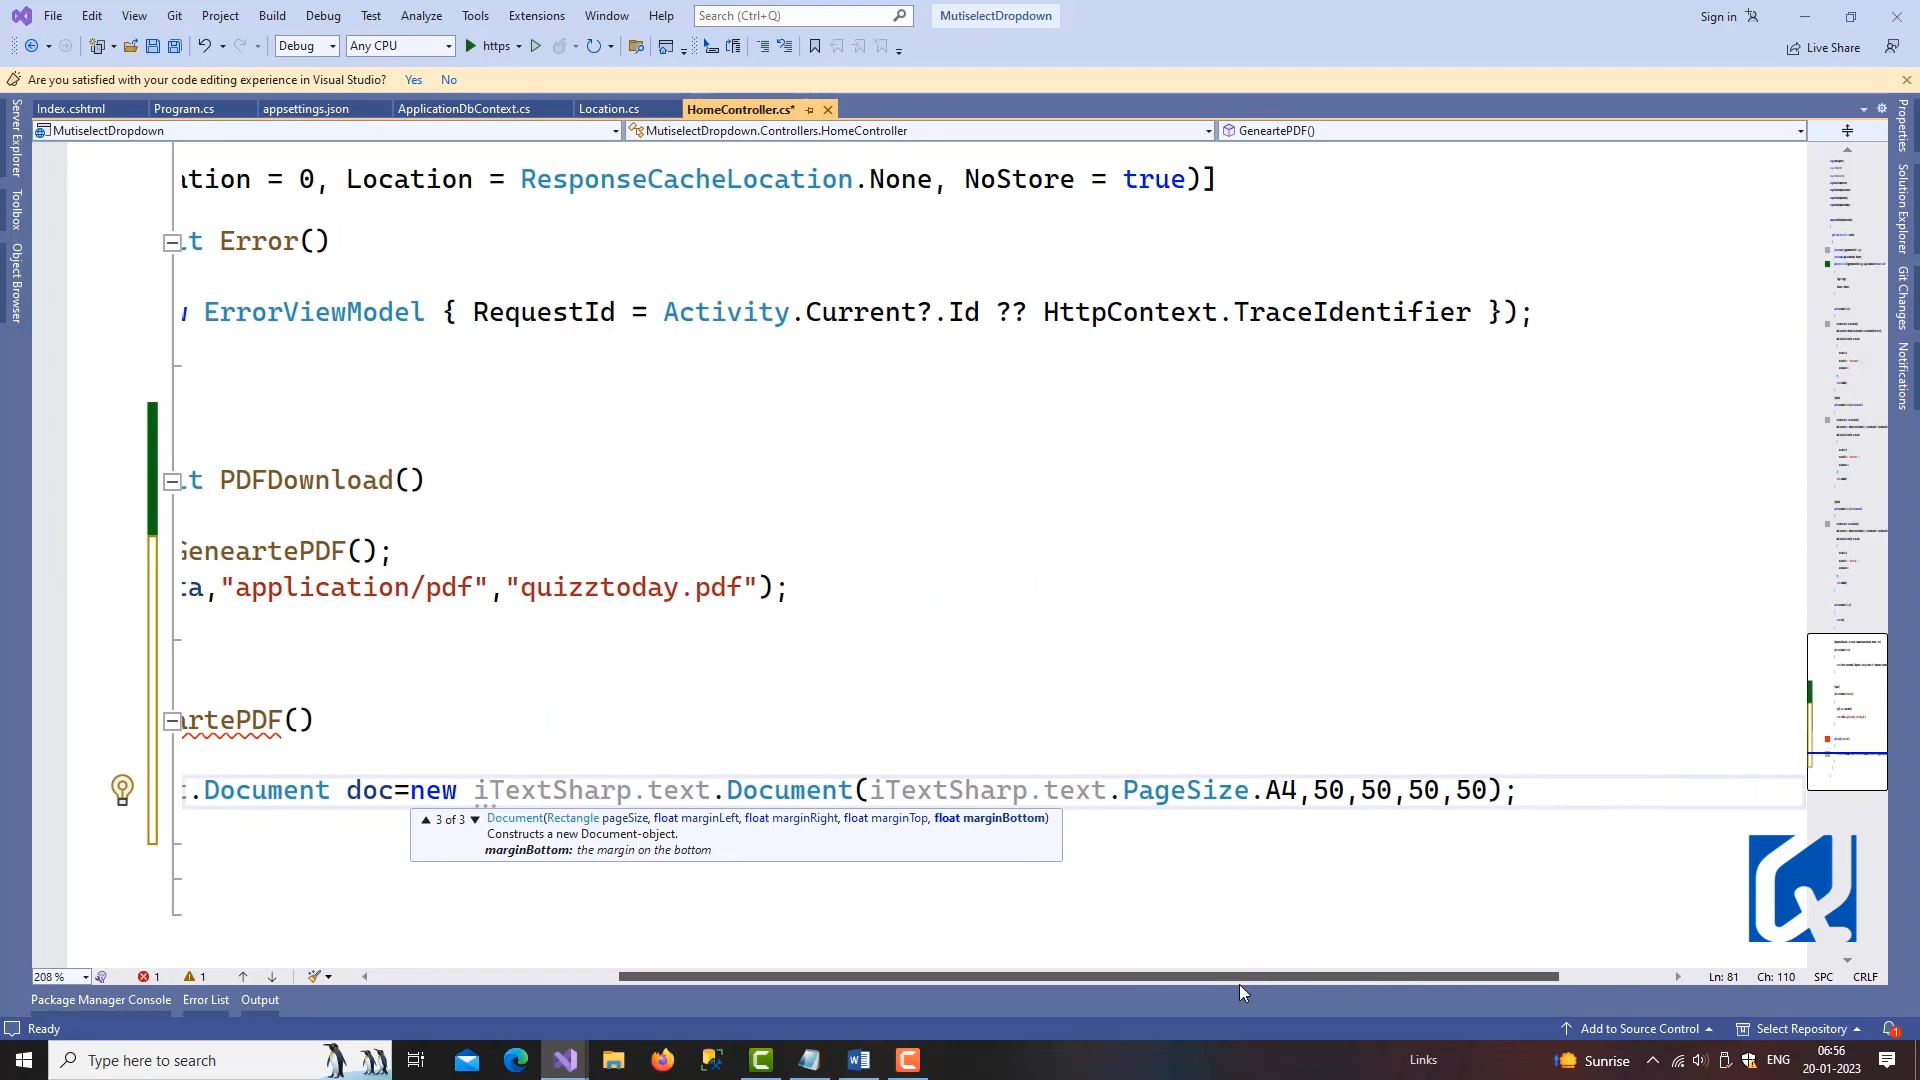 File Edit View Git Project Build Debug Test Analyze Tools Extensions Window Help Search (Ctrl+Q) MutiselectDropdown Sign in
Debug Any CPU https Live Share
Are you satisfied with your code editing experience in Visual Studio? Yes No
Index.cshtml Program.cs appsettings.json ApplicationDbContext.cs Location.cs HomeController.cs*
MutiselectDropdown MutiselectDropdown.Controllers.HomeController GeneartePDF()
Server Explorer
Toolbox
Object Browser
Properties
Solution Explorer
Git Changes
Notifications
ation = 0, Location = ResponseCacheLocation.None, NoStore = true)]
t Error()
ErrorViewModel { RequestId = Activity.Current?.Id ?? HttpContext.TraceIdentifier });
t PDFDownload()
GeneartePDF();
ta,"application/pdf","quizztoday.pdf");
artePDF()
.Document doc=new iTextSharp.text.Document(iTextSharp.text.PageSize.A4,50,50,50,50);
3 of 3 Document(Rectangle pageSize, float marginLeft, float marginRight, float marginTop, float marginBottom)
Constructs a new Document-object.
marginBottom: the margin on the bottom
208 % 1 1 Ln: 81 Ch: 110 SPC CRLF
Package Manager Console Error List Output
Ready Add to Source Control Select Repository 1
Type here to search Links Sunrise ENG 06:56
20-01-2023